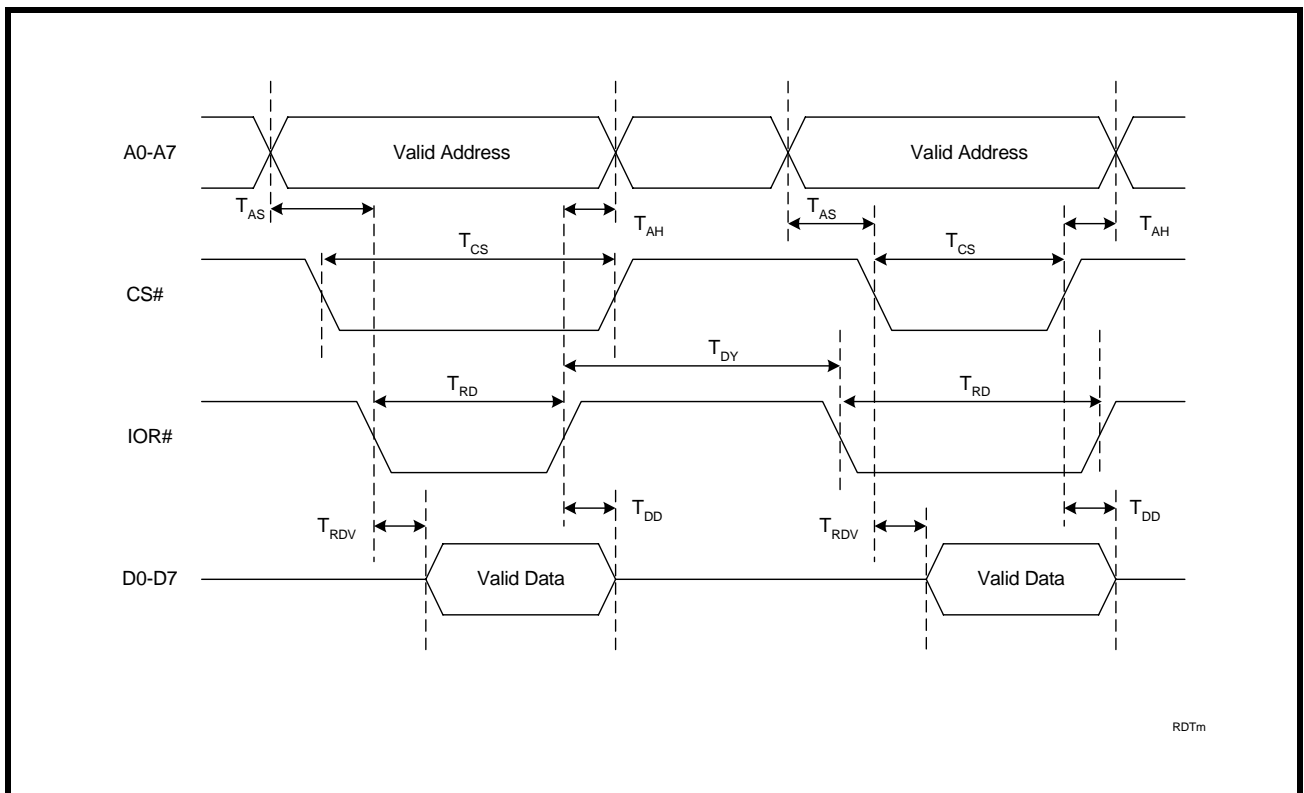 A0-A7
Valid Address
Valid Address
TAS
TAH
TAS
TAH
TCS
TCS
CS#
TDY
TRD
TRD
IOR#
TRDV
TDD
TRDV
TDD
D0-D7
Valid Data
Valid Data
RDTm